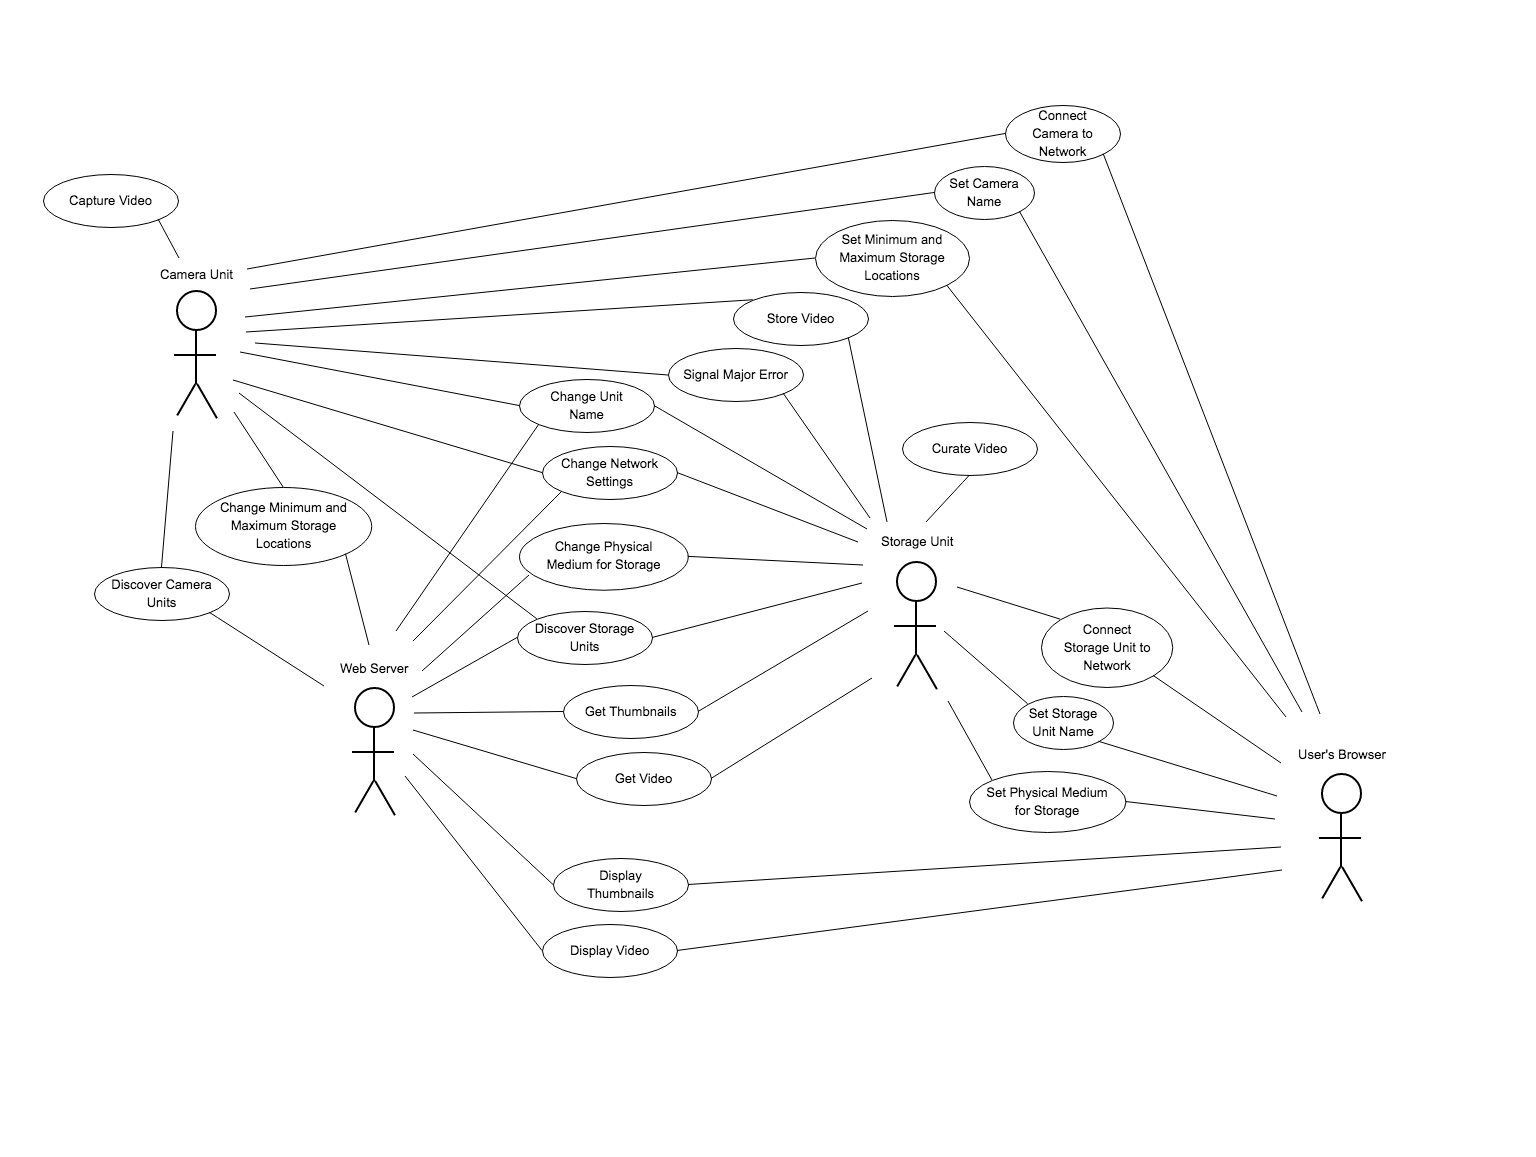 Connect
Camera to
Network
Set Camera
Name
Capture Video
Set Minimum and
Maximum Storage
Locations
Camera Unit
Store Video
Signal Major Error
Change Unit
Name
Curate Video
Change Network
Settings
Change Minimum and
Maximum Storage
Locations
Storage Unit
Change Physical
Medium for Storage
Discover Camera
Units
Discover Storage
Units
Connect
Storage Unit to
Network
Web Server
Get Thumbnails
Set Storage
Unit Name
User's Browser
Get Video
Set Physical Medium
for Storage
Display
Thumbnails
Display Video